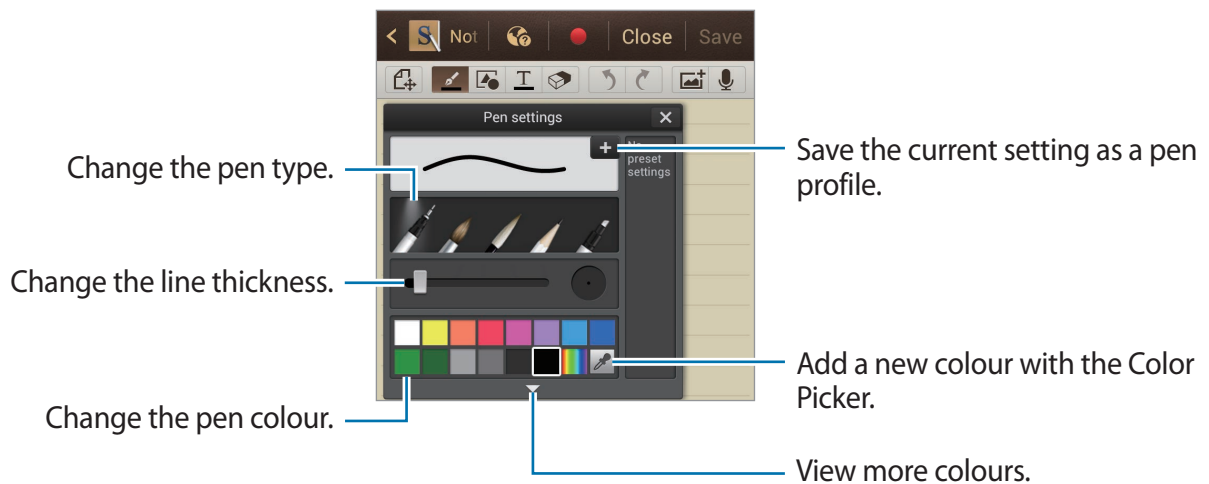 S Not Close Save
T
Pen settings
Change the pen type.
No
preset
settings
Save the current setting as a pen
profile.
Change the line thickness.
Add a new colour with the Color
Picker.
Change the pen colour.
View more colours.